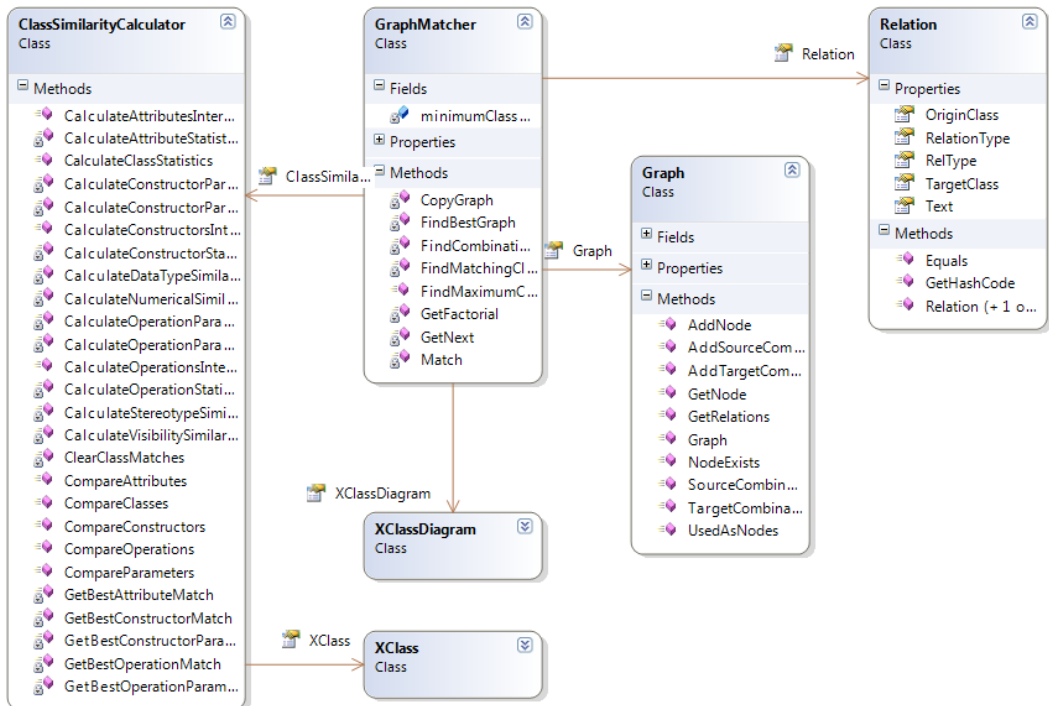 ClassSimilarityCalculator
Class
Methods
CalculateAttributesInter...
CalculateAttributeStatist...
CalculateClassStatistics
CalculateConstructorPar...
CalculateConstructorPar...
CalculateConstructorsInt...
CalculateConstructorSta...
CalculateDataTypeSimila...
CalculateNumericalSimil...
CalculateOperationPara...
CalculateOperationPara...
CalculateOperationsInte...
CalculateOperationStati...
CalculateStereotypeSimi...
CalculateVisibilitySimilar...
ClearClassMatches
CompareAttributes
CompareClasses
CompareConstructors
CompareOperations
CompareParameters
GetBestAttributeMatch
GetBestConstructorMatch
GetBestConstructorPara...
GetBestOperationMatch
GetBestOperationParam...
ClassSimila...
GraphMatcher
Class
Fields
minimumClass...
Properties
Methods
CopyGraph
FindBestGraph
FindCombinati...
FindMatchingCl...
FindMaximumC...
GetFactorial
GetNext
Match
Relation
Graph
XClassDiagram
XClassDiagram
Class
XClass
XClass
Class
Graph
Class
Fields
Properties
Methods
AddNode
AddSourceCom...
AddTargetCom...
GetNode
GetRelations
Graph
NodeExists
SourceCombin...
TargetCombina...
UsedAsNodes
Relation
Class
Properties
OriginClass
RelationType
RelType
TargetClass
Text
Methods
Equals
GetHashCode
Relation (+ 1 o...